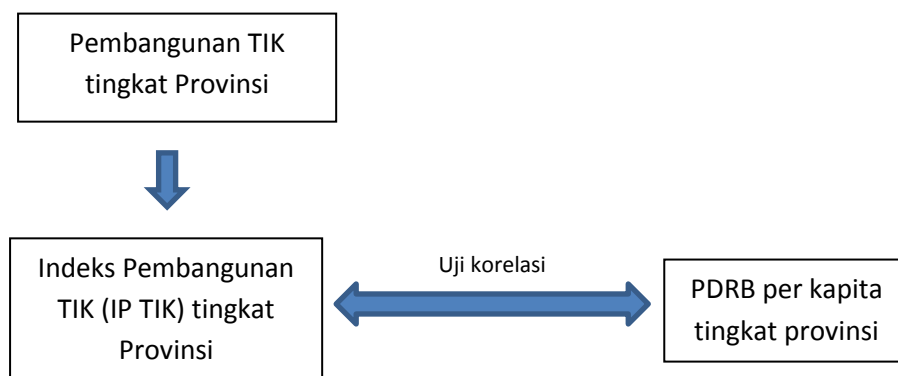 Pembangunan TIK
tingkat Provinsi
Indeks Pembangunan
TIK (IP TIK) tingkat
Provinsi
Uji korelasi
PDRB per kapita
tingkat provinsi